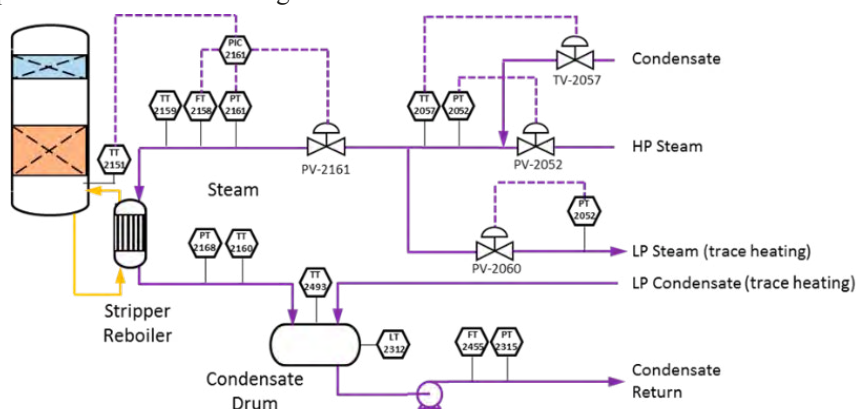 PIC
2161
TT
2159
FT
2158
PT
2161
TT
2057
PT
2052
TV-2057
Condensate
TT
2151
PV-2161
PV-2052
HP Steam
Steam
PT
2052
PV-2060
LP Steam (trace heating)
PT
2168
TT
2160
TT
2493
LP Condensate (trace heating)
Stripper
Reboiler
LT
2312
FT
2455
PT
2315
Condensate
Drum
Condensate
Return